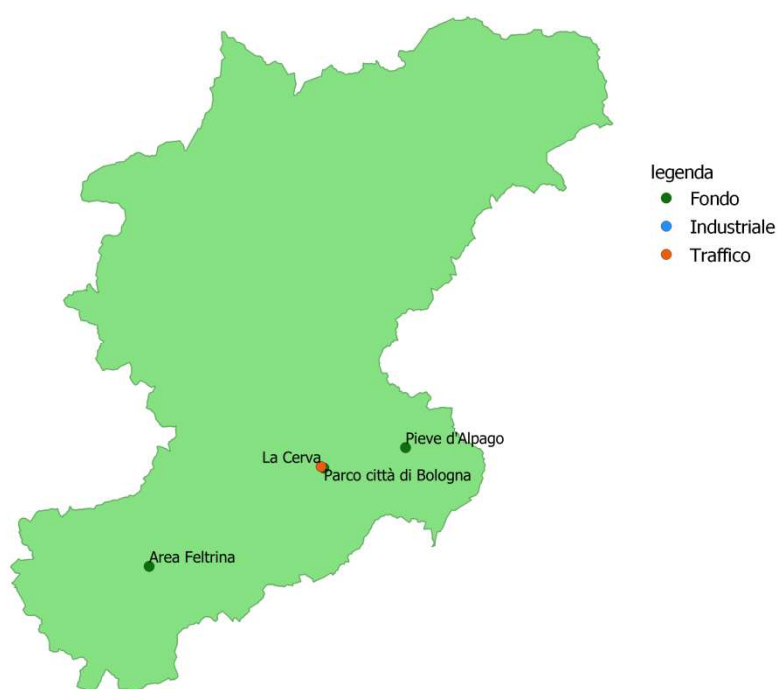 legenda
Fondo
Industriale
Traffico
Pieve d'Alpago
La Cerva
Parco città di Bologna
Area Feltrina